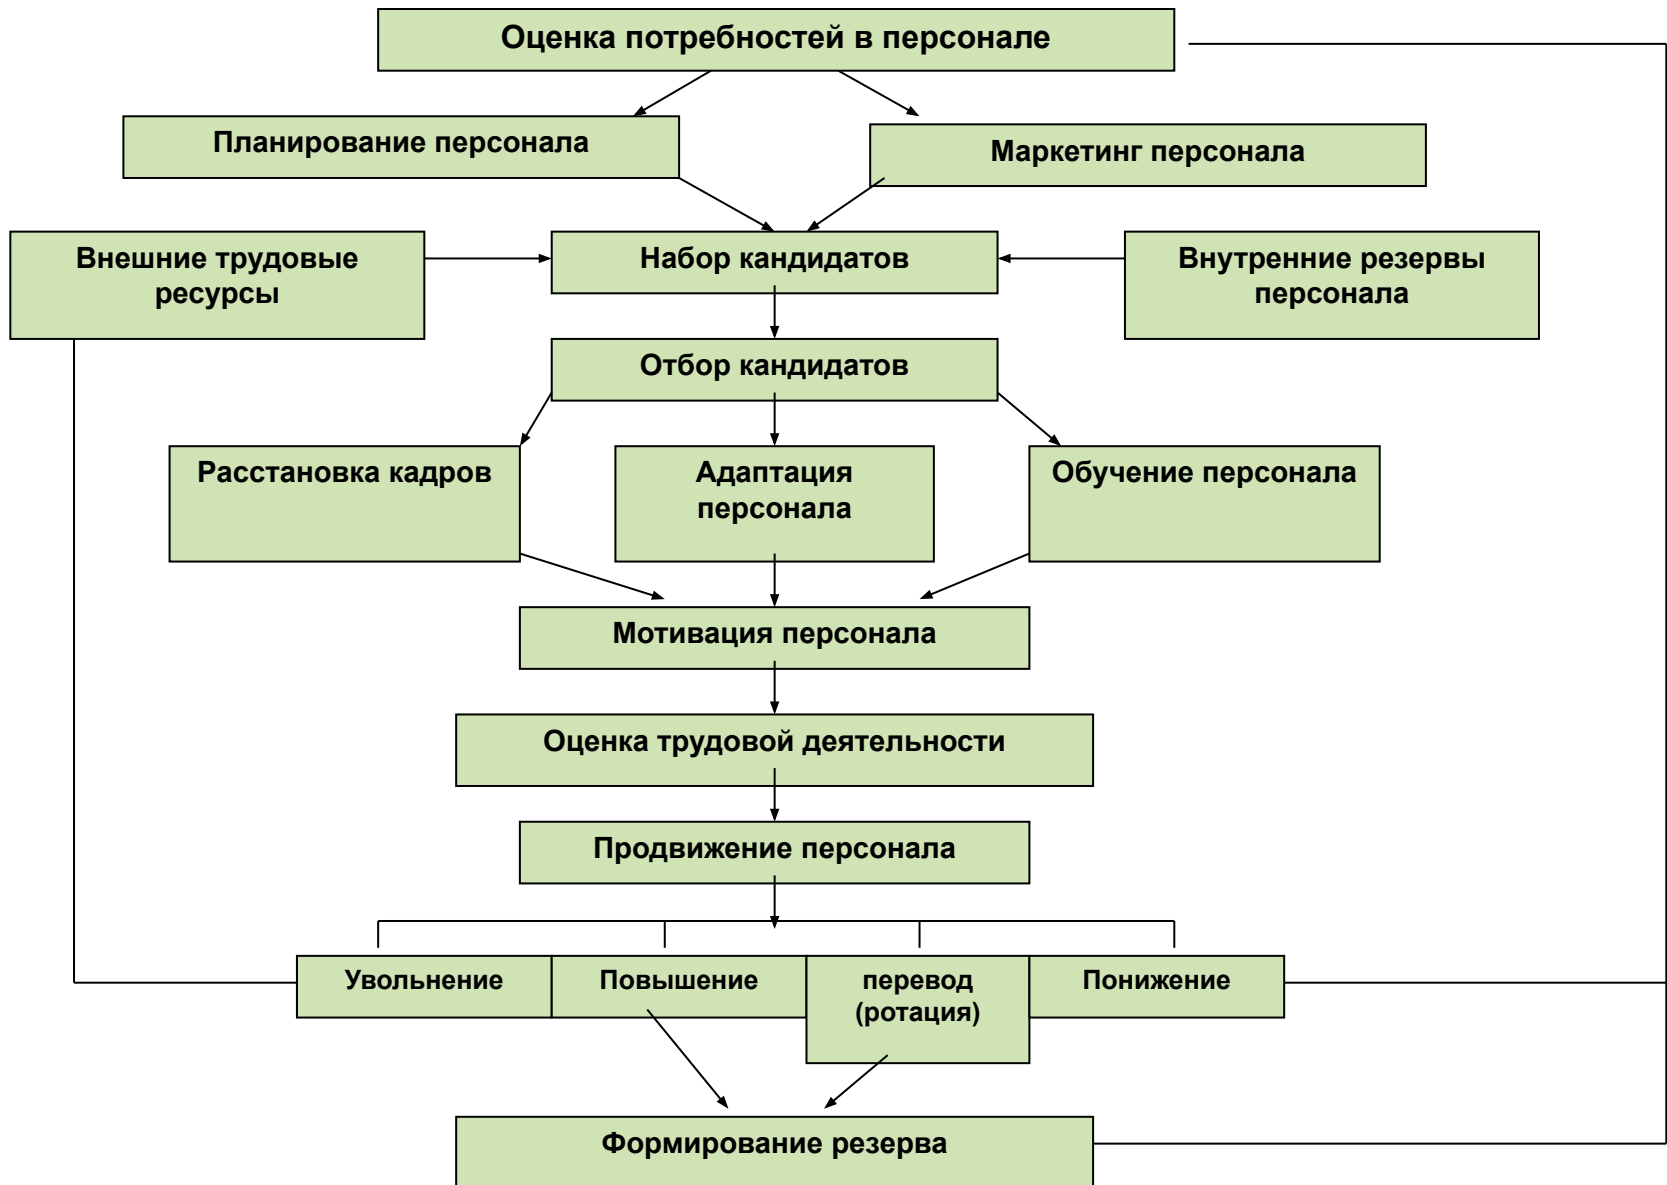 Оценка потребностей в персонале
Планирование персонала
Маркетинг персонала
Внешние трудовые
ресурсы
Набор кандидатов
Внутренние резервы
персонала
Отбор кандидатов
Расстановка кадров
Адаптация
персонала
Обучение персонала
Мотивация персонала
Оценка трудовой деятельности
Продвижение персонала
Увольнение
Повышение
перевод
(ротация)
Понижение
Формирование резерва